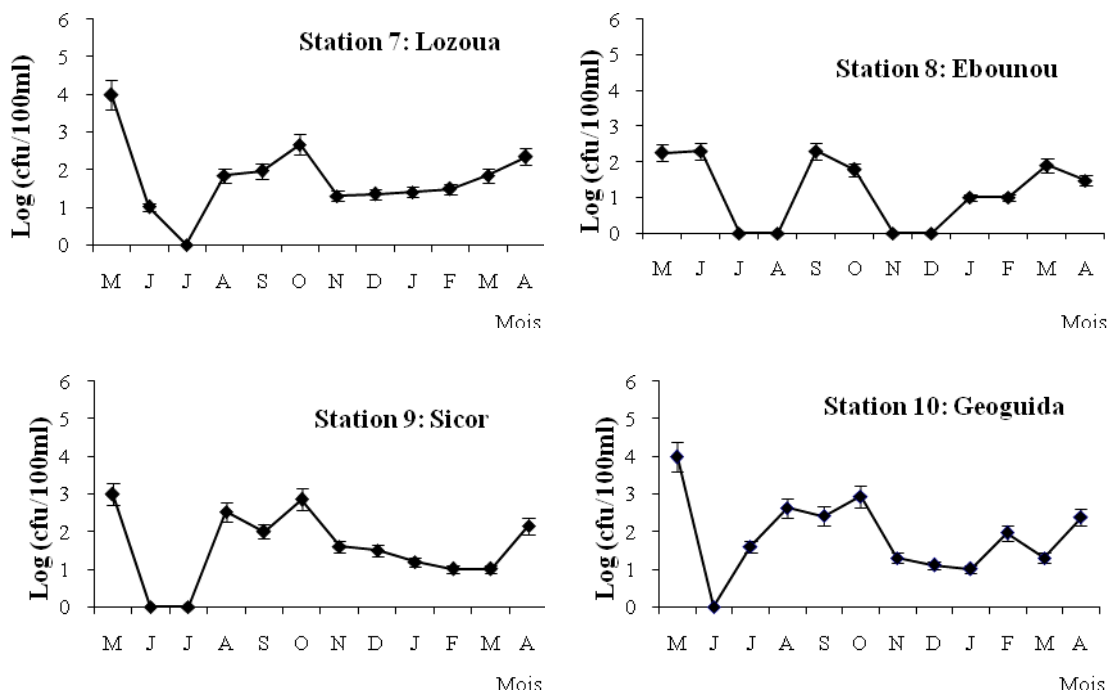 Station 7: Lozoua
Log (cfu/100ml)
6
5
4
3
2
1
0
M J J A S O N D J F M A
Mois
Station 8: Ebounou
Log (cfu/100ml)
6
5
4
3
2
1
0
M J J A S O N D J F M A
Mois
Station 9: Sicor
Log (cfu/100ml)
6
5
4
3
2
1
0
M J J A S O N D J F M A
Mois
Station 10: Geoguida
Log (cfu/100ml)
6
5
4
3
2
1
0
M J J A S O N D J F M A
Mois